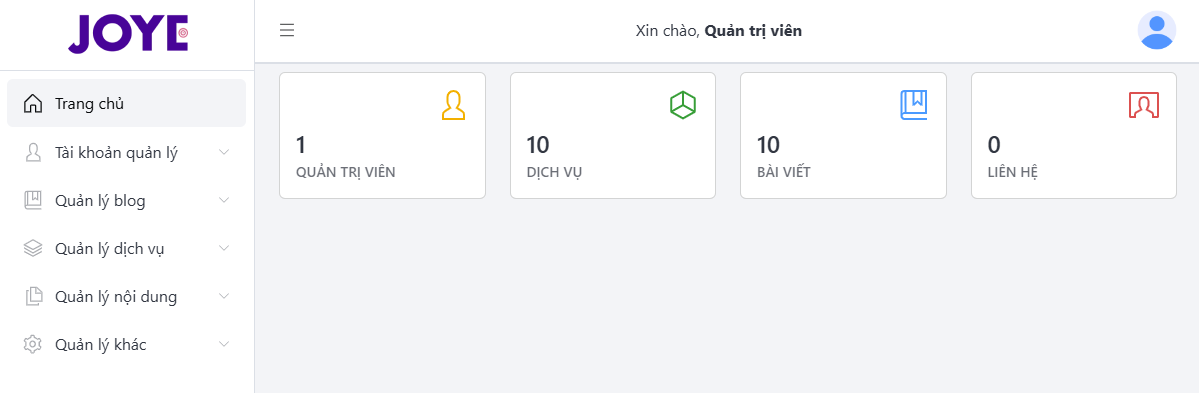 JOYE
Xin chào, Quản trị viên
Trang chủ
Tài khoản quản lý
Quản lý blog
Quản lý dịch vụ
Quản lý nội dung
Quản lý khác
1
QUẢN TRỊ VIÊN
10
DỊCH VỤ
10
BÀI VIẾT
0
LIÊN HỆ